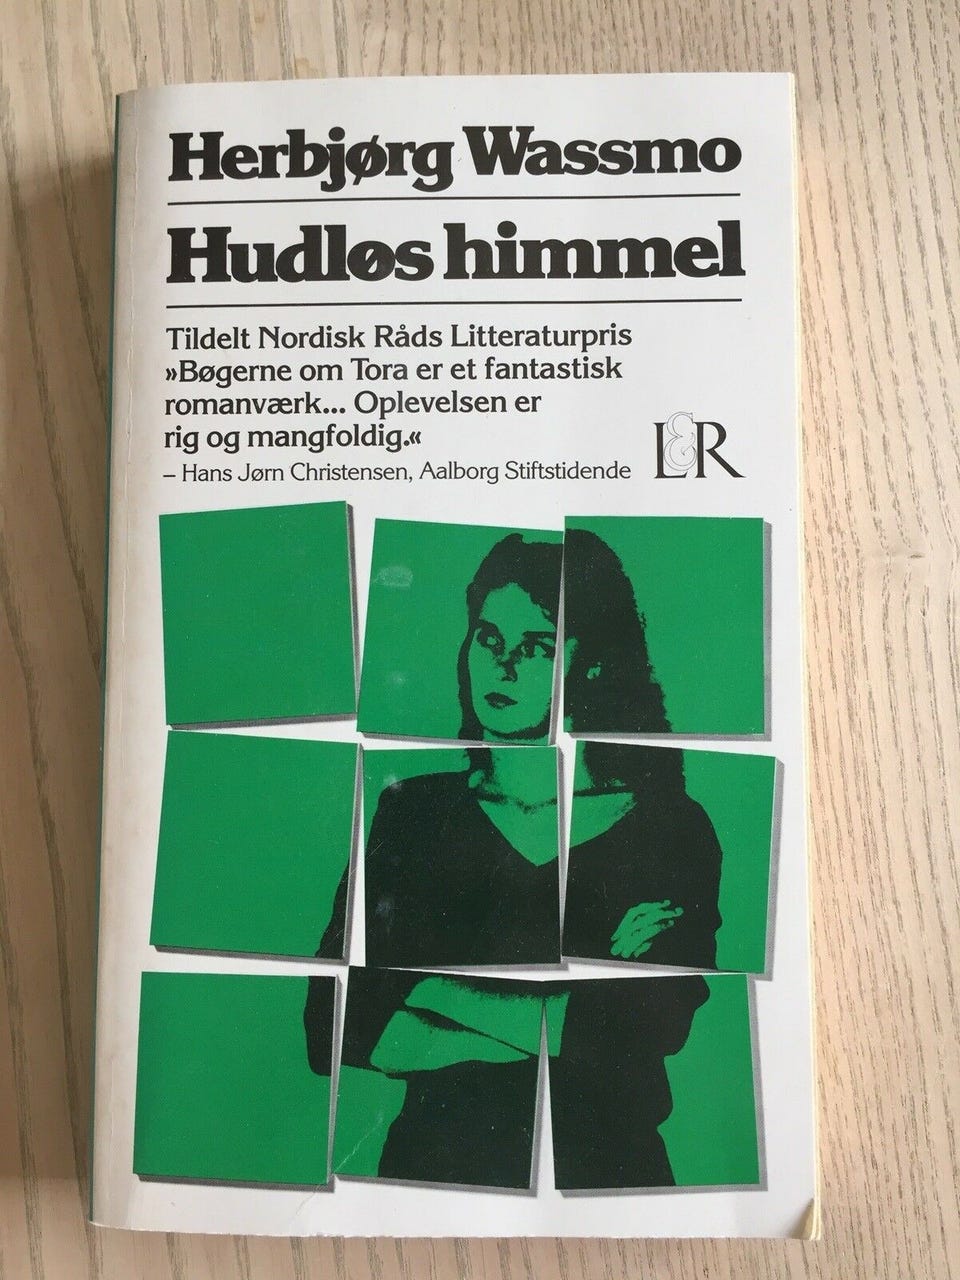 Herbjørg Wassmo
Hudløs himmel
Tildelt Nordisk Råds Litteraturpris
»Bøgerne om Tora er et fantastisk
romanværk... Oplevelsen er
rig og mangfoldig.«
– Hans Jørn Christensen, Aalborg Stiftstidende
L&R